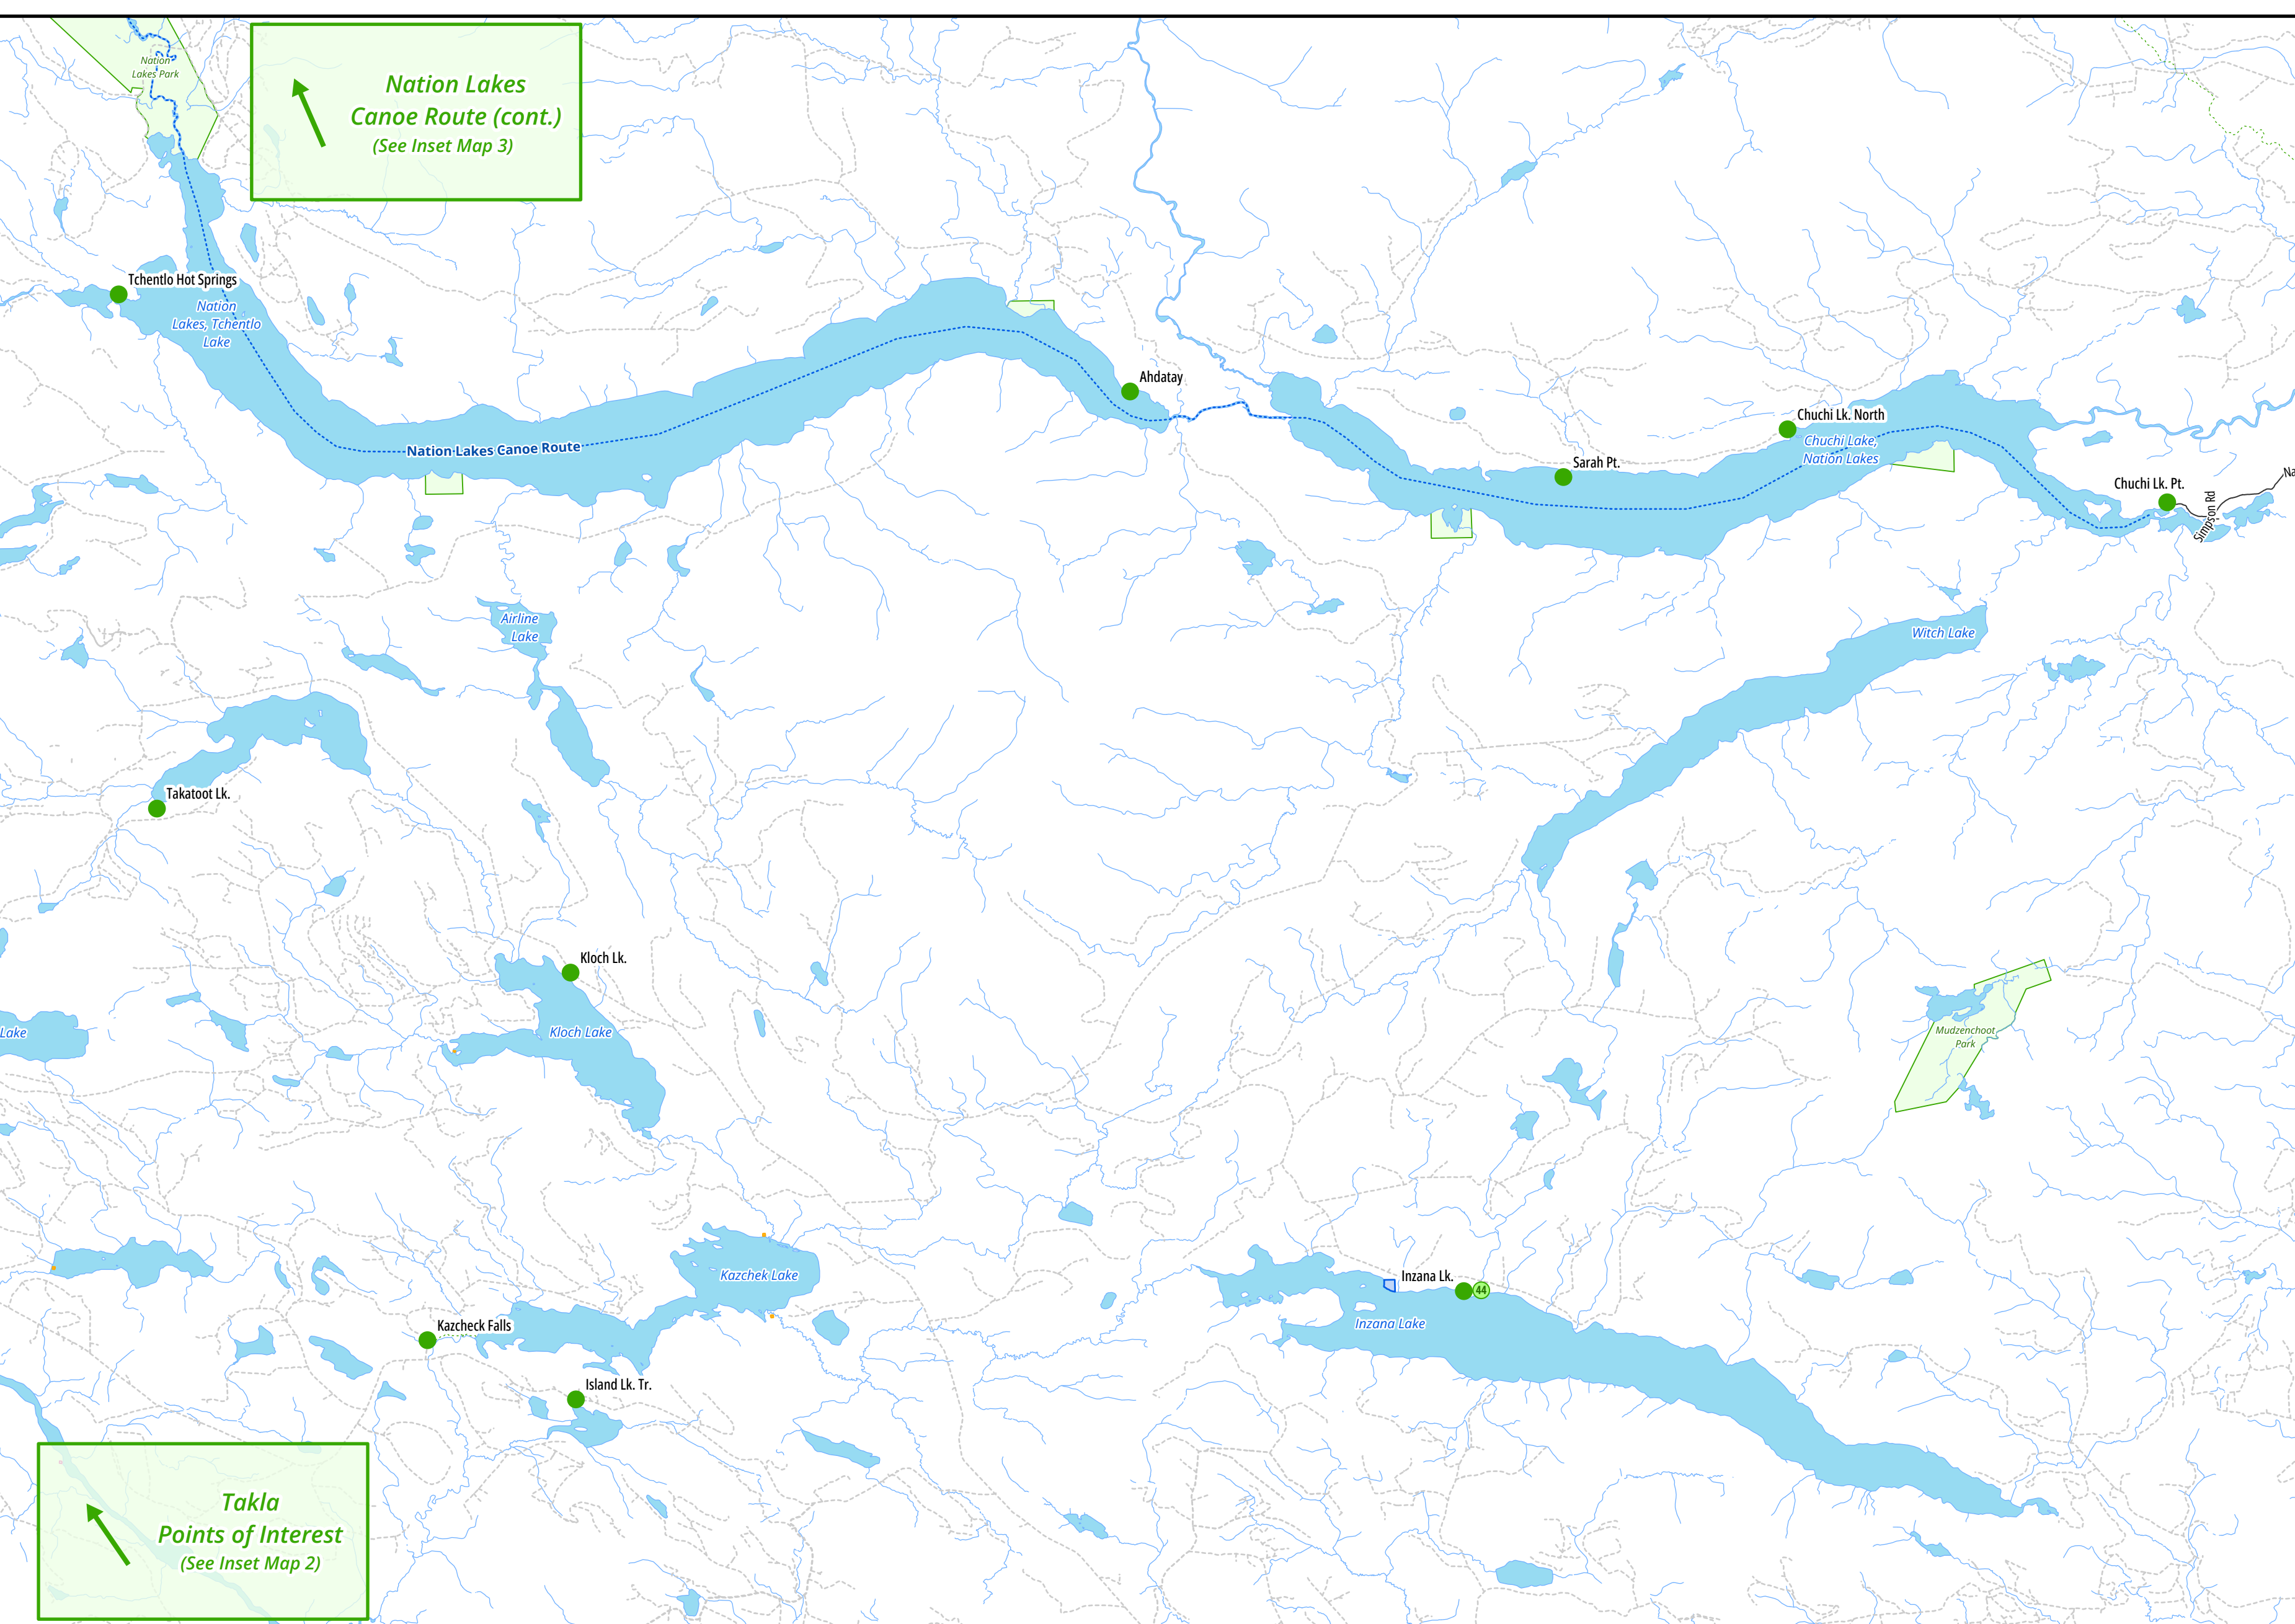 Nation
Lakes Park
Nation Lakes
Canoe Route (cont.)
(See Inset Map 3)
Tchentlo Hot Springs
Nation
Lakes, Tchentlo
Lake
Ahdatay
Nation Lakes Canoe Route
Chuchi Lk. North
Chuchi Lake,
Nation Lakes
Sarah Pt.
Chuchi Lk. Pt.
Na
Simpson Rd
Airline
Lake
Witch Lake
Takatoot Lk.
Kloch Lk.
Kloch Lake
Lake
Mudzenchoot
Park
Kazchek Lake
Inzana Lk.
44
Inzana Lake
Kazcheck Falls
Island Lk. Tr.
Takla
Points of Interest
(See Inset Map 2)